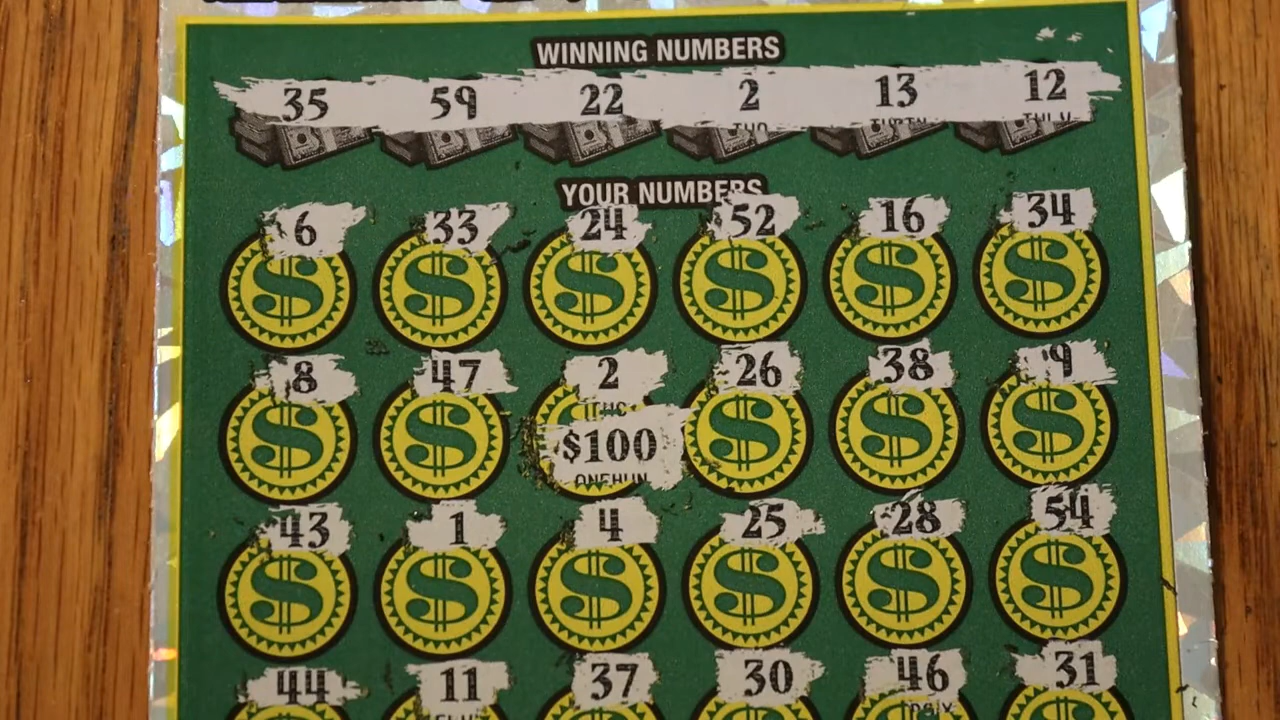 WINNING NUMBERS
35 59 22 2 13 12
YOUR NUMBERS
6 33 24 52 16 34
8 47 2 26 38 9
$100
ONEHUN
43 1 4 25 28 54
44 11 37 30 46 31